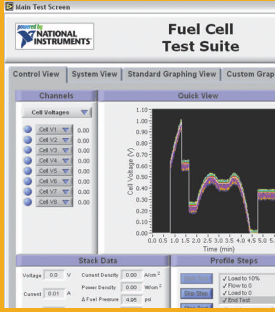 Main Test Screen
powered by
NATIONAL
INSTRUMENTS
Fuel Cell
Test Suite
Control View
System View
Standard Graphing View
Custom Grap
Channels
Quick View
Cell Voltages
Cell V1 0.00
Cell V2 0.00
Cell V3 0.00
Cell V4 0.00
Cell V5 0.00
Cell V6 0.00
Cell V7 0.00
Cell V8 0.00
Cell Voltage (V)
1.10
1.00
0.90
0.80
0.70
0.60
0.50
0.40
0.30
0.20
0.10
0.00
0.0 0.5 1.0 1.5 2.0 2.5 3.0 3.5 4.0 4.5 5.0 5.
Time (min)
Stack Data
Voltage 0.0 V
Current 0.01 A
Current Density 0.00 A/cm²
Power Density 0.00 W/cm²
Δ Fuel Pressure 4.95 psi
Profile Steps
Skip Step
✓ Load to 10%
✓ Flow to 0
✓ Load to 0
✓ End Test